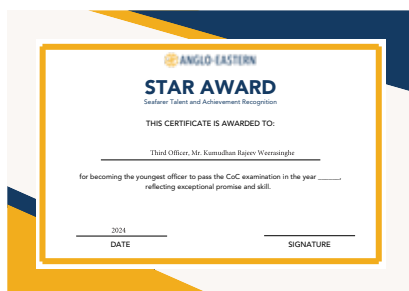 ANGLO-EASTERN
STAR AWARD
Seafarer Talent and Achievement Recognition
THIS CERTIFICATE IS AWARDED TO:
Third Officer, Mr. Kumudhan Rajeev Weerasinghe
for becoming the youngest officer to pass the CoC examination in the year ______,
reflecting exceptional promise and skill.
2024
DATE
SIGNATURE